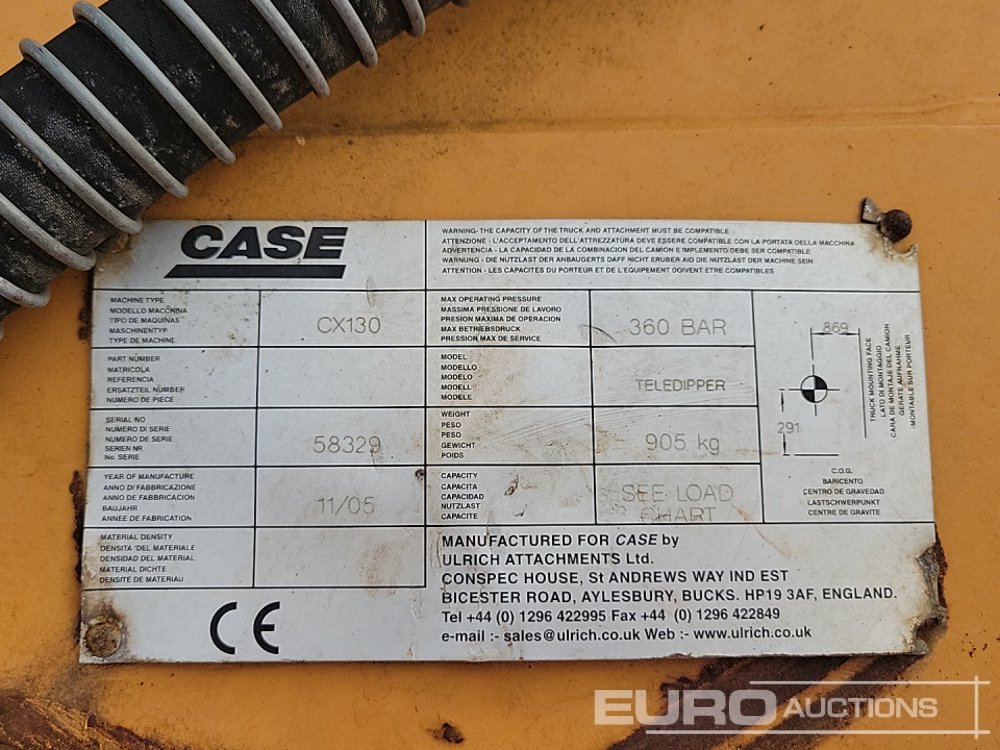 CASE
WARNING- THE CAPACITY OF THE TRUCK AND ATTACHMENT MUST BE COMPATIBLE
ATTENZIONE - L'ACCEPTAMENTO DELL'ATTREZZATURA DEVE ESSERE COMPATIBILE CON LA PORTATA DELLA MACCHINA
ADVERTENCIA - LA CAPACIDAD DE LA COMBINACION DEL CAMION E IMPLEMENTO DEBE SER COMPATIBLE
WARNUNG - DIE NUTZLAST DER ANBAUGERTS DAFF NICHT ERUBER AID DIE NUTZLAST DER MACHINE SEIN
ATTENTION - LES CAPACITES DU PORTEUR ET DE L'EQUIPEMENT DOIVENT ETRE COMPATIBLES
MACHINE TYPE
MODELLO MACCHINA
TIPO DE MAQUINAS
MASCHINENTYP
TYPE DE MACHINE
CX130
MAX OPERATING PRESSURE
MASSIMA PRESSIONE DE LAVORO
PRESION MAXIMA DE OPERACION
MAX BETRIEBSDRUCK
PRESSION MAX DE SERVICE
360 BAR
PART NUMBER
MATRICOLA
REFERENCIA
ERSATZTEIL NUMBER
NUMERO DE PIECE
MODEL
MODELLO
MODELO
MODELL
MODELE
TELEDIPPER
SERIAL NO
NUMERO DI SERIE
NUMERO DE SERIE
SERIEN NR
No. SERIE
58329
WEIGHT
PESO
PESO
GEWICHT
POIDS
905 kg
YEAR OF MANUFACTURE
ANNO DI FABBRICAZIONE
ANO DE FABBRICACION
BAUJAHR
ANNEE DE FABRICATION
11/05
CAPACITY
CAPACITA
CAPACIDAD
NUTZLAST
CAPACITE
SEE LOAD
CHART
MATERIAL DENSITY
DENSITA 'DEL MATERIALE
DENSIDAD DEL MATERIAL
MATERIAL DICHTE
DENSITE DE MATERIAU
869
291
TRUCK MOUNTING FACE
LATO DI MONTAGGIO
CARA DE MONTAJE DEL CAMION
GERATE AUFNAHME
IMONTABLE SUR PORTEUR
C.O.G.
BARICENTO
CENTRO DE GRAVEDAD
LASTSCHWERPUNKT
CENTRE DE GRAVITE
MANUFACTURED FOR CASE by
ULRICH ATTACHMENTS Ltd.
CONSPEC HOUSE, St ANDREWS WAY IND EST
BICESTER ROAD, AYLESBURY, BUCKS. HP19 3AF, ENGLAND.
Tel +44 (0) 1296 422995 Fax +44 (0) 1296 422849
e-mail :- sales@ulrich.co.uk Web :- www.ulrich.co.uk
CE
EURO AUCTIONS